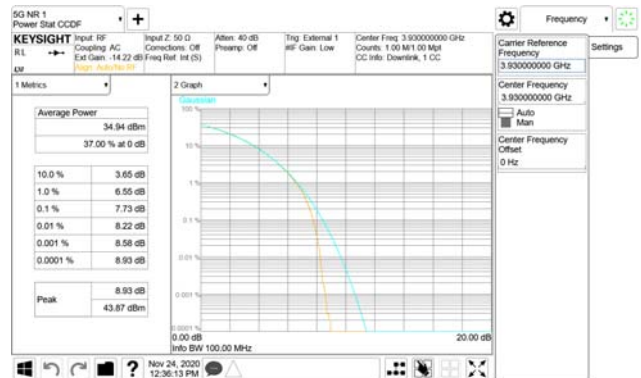 5G NR 1
Power Stat CCDF
Frequency
KEYSIGHT
RL
Input: RF
Coupling: AC
Ext Gain: -14.22 dB
Align: Auto/No RF
Input Z: 50 Ω
Corrections: Off
Freq Ref: Int (S)
Atten: 40 dB
Preamp: Off
Trig: External 1
#IF Gain: Low
Center Freq: 3.930000000 GHz
Counts: 1.00 M/1.00 Mpt
CC Info: Downlink, 1 CC
1 Metrics
Average Power
34.94 dBm
37.00 % at 0 dB
10.0 % 3.65 dB
1.0 % 6.55 dB
0.1 % 7.73 dB
0.01 % 8.22 dB
0.001 % 8.58 dB
0.0001 % 8.93 dB
Peak 8.93 dB
43.87 dBm
2 Graph
Gaussian
100 %
10 %
1 %
0.1 %
0.01 %
0.001 %
0.0001 %
0.00 dB 20.00 dB
Info BW 100.00 MHz
Carrier Reference Frequency
3.930000000 GHz
Center Frequency
3.930000000 GHz
Auto
Man
Center Frequency Offset
0 Hz
Settings
Nov 24, 2020
12:36:13 PM